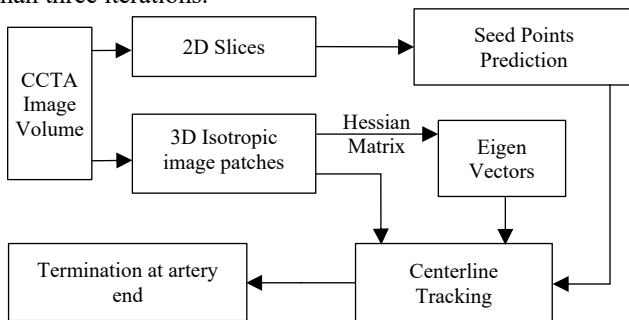 than three iterations.
CCTA
Image
Volume
2D Slices
Seed Points
Prediction
3D Isotropic
image patches
Hessian
Matrix
Eigen
Vectors
Termination at artery
end
Centerline
Tracking